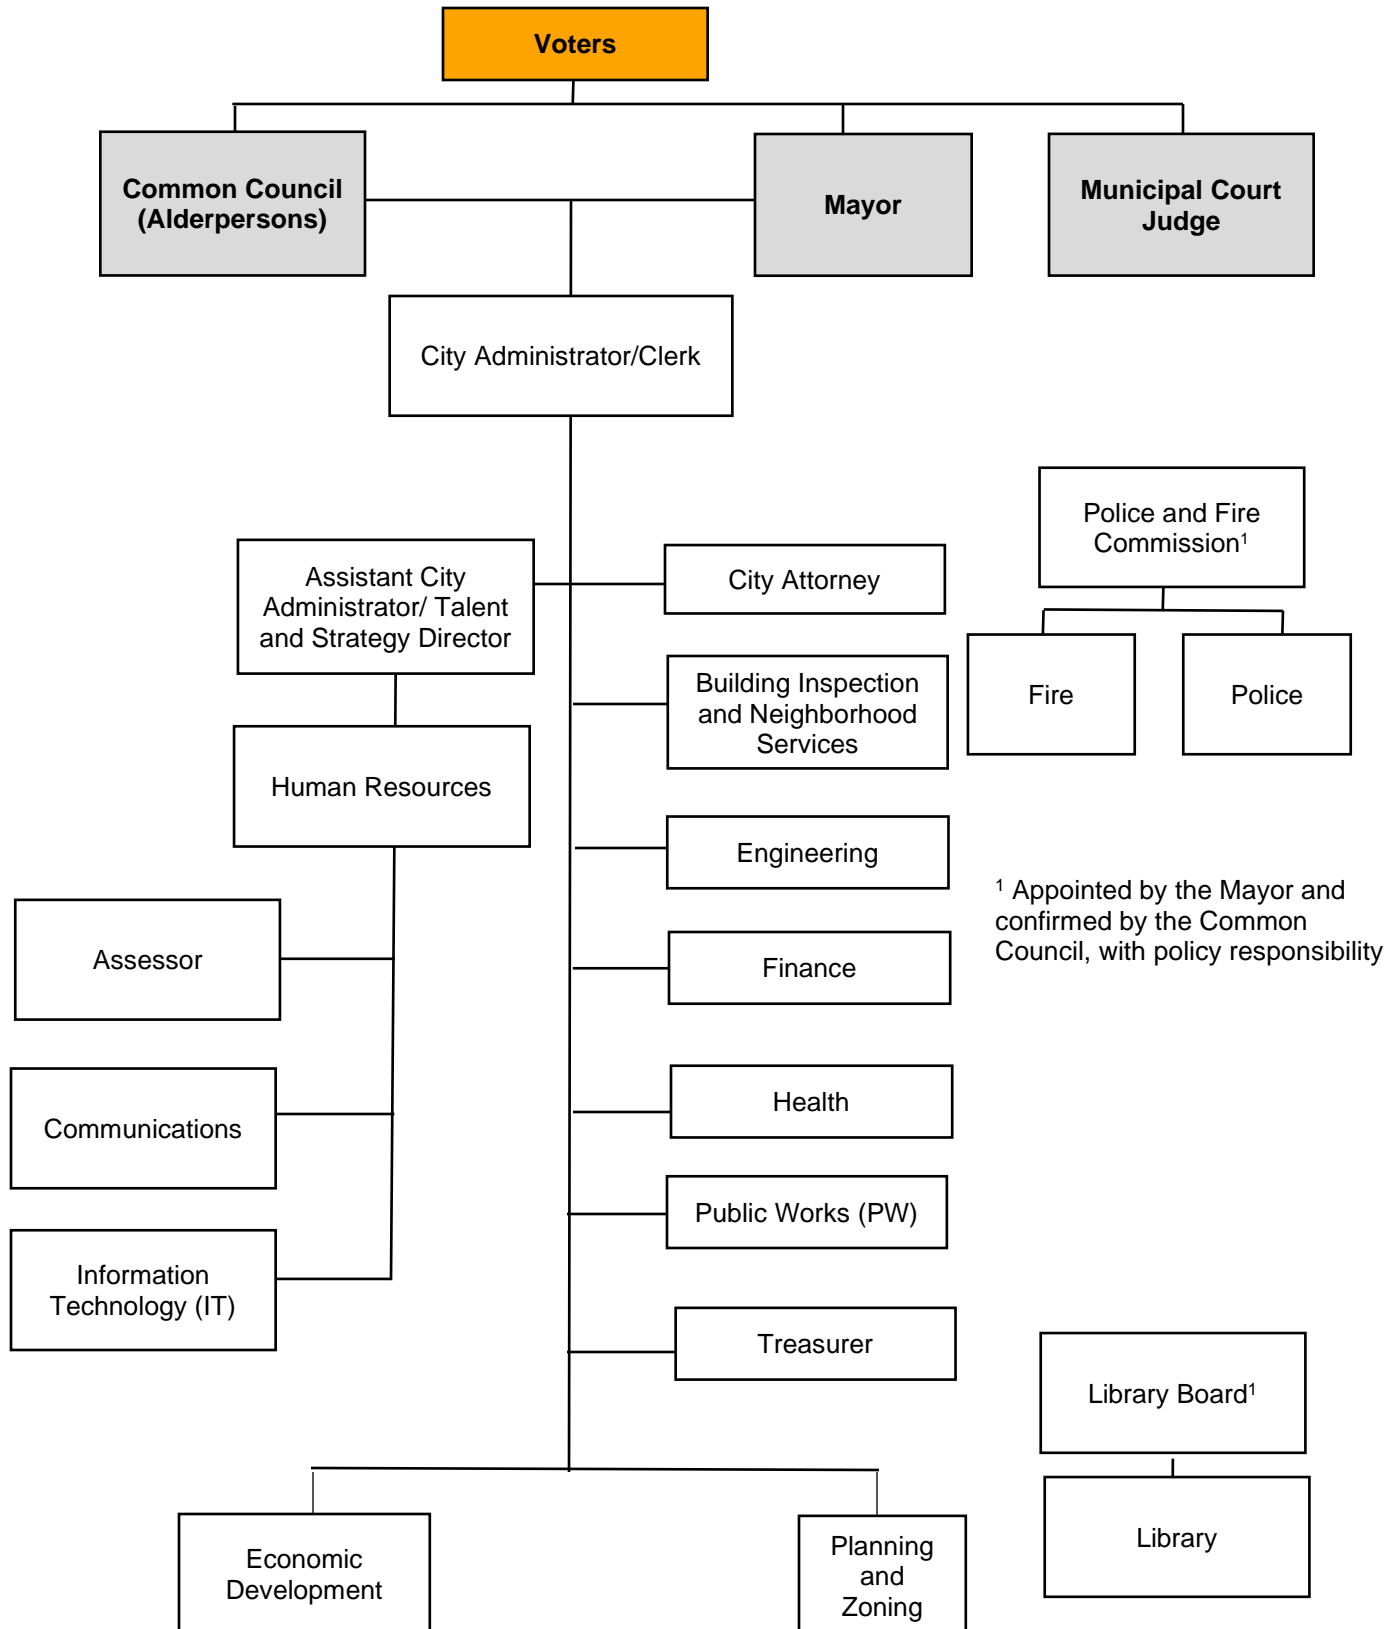 Voters
Common Council
(Alderpersons)
Mayor
Municipal Court
Judge
City Administrator/Clerk
Assistant City
Administrator/ Talent
and Strategy Director
City Attorney
Police and Fire
Commission¹
Building Inspection
and Neighborhood
Services
Fire
Police
Human Resources
Engineering
¹ Appointed by the Mayor and
confirmed by the Common
Council, with policy responsibility
Assessor
Finance
Communications
Health
Public Works (PW)
Information
Technology (IT)
Treasurer
Library Board¹
Library
Economic
Development
Planning
and
Zoning